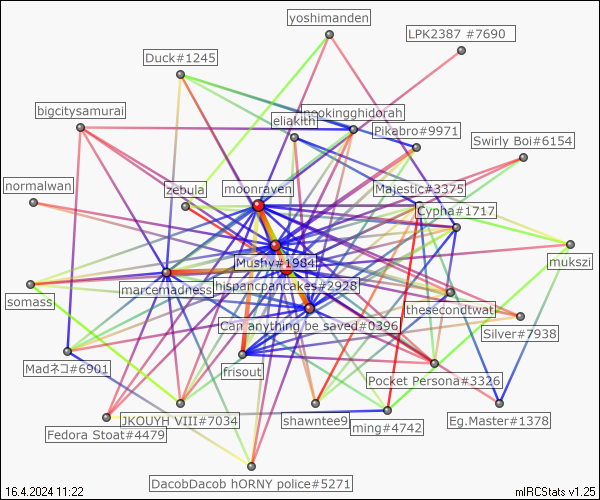 yoshimanden
LPK2387 #7690
Duck#1245
bigcitysamurai
nookingghidorah
eliakith
Pikabro#9971
Swirly Boi#6154
normalwan
zebula
moonraven
Majestic#3375
Cypha#1717
Mushy#1984
mukszi
somass
marcemadness
hispancpancakes#2928
thesecondtwat
Can anything be saved#0396
Silver#7938
Madネコ#6901
frisout
Pocket Persona#3326
Fedora Stoat#4479
JKOUYH VIII#7034
shawntee9
ming#4742
Eg.Master#1378
DacobDacob hORNY police#5271
16.4.2024 11:22
mIRCStats v1.25